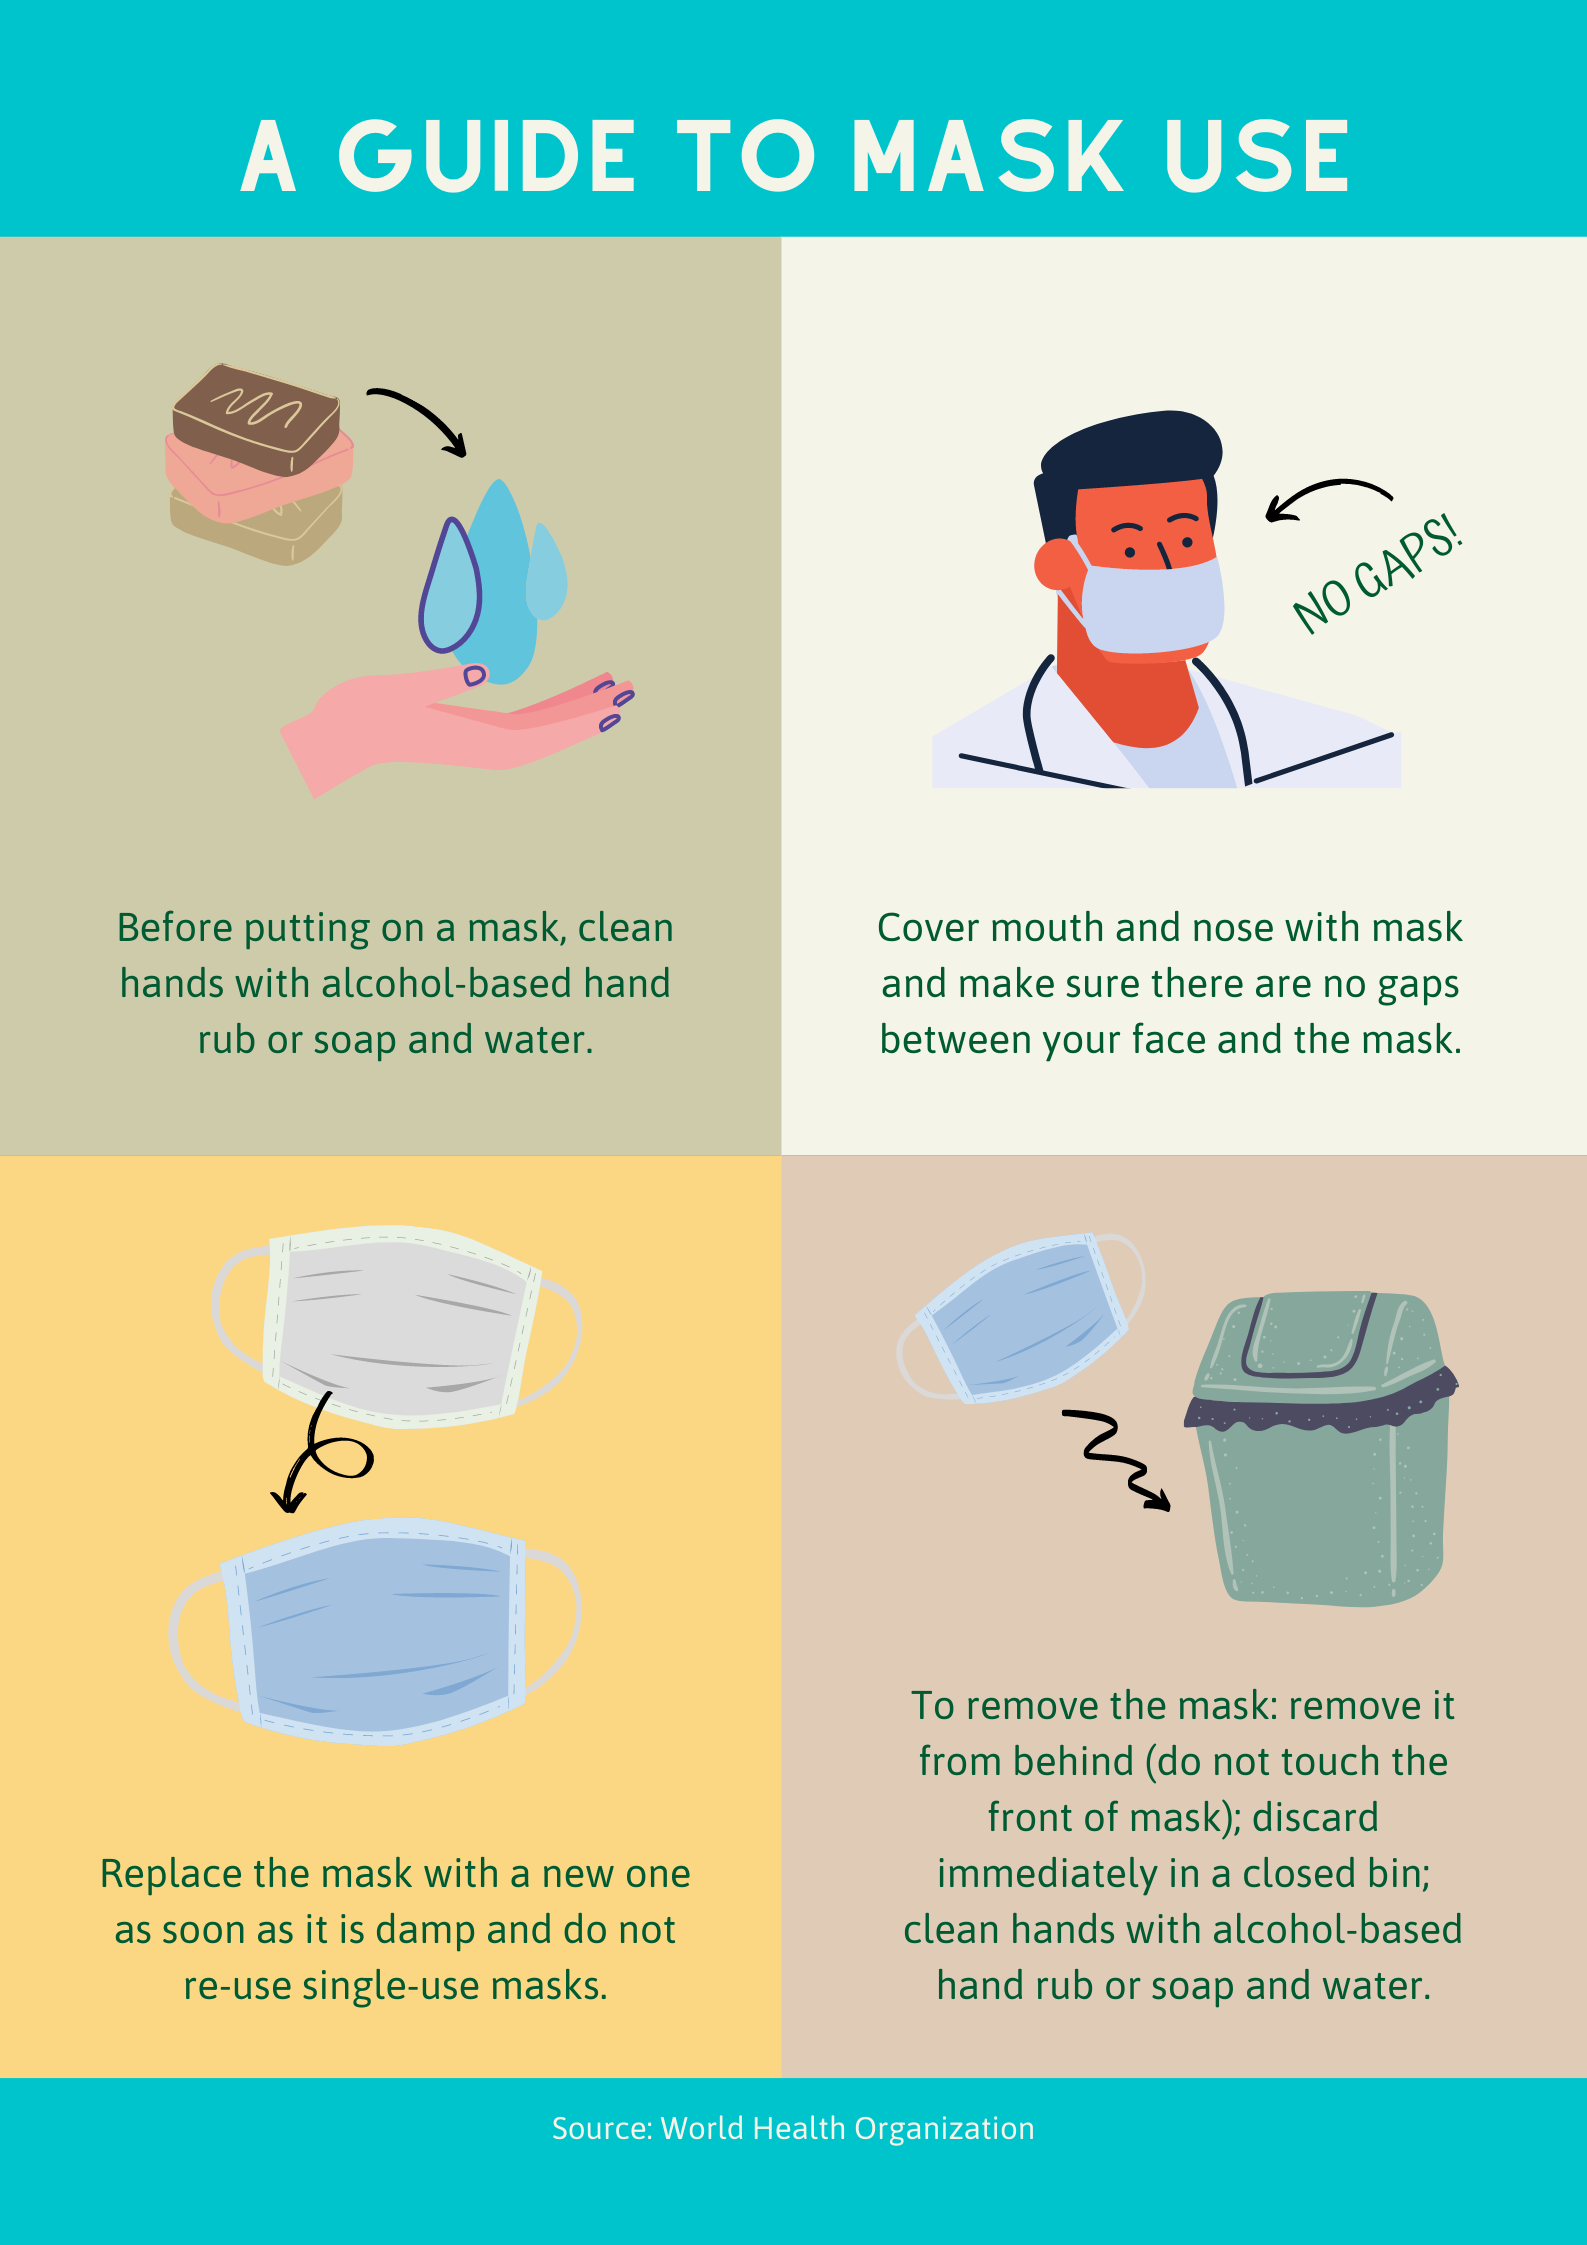 A GUIDE TO MASK USE
NO GAPS!
Before putting on a mask, clean
hands with alcohol-based hand
rub or soap and water.
Cover mouth and nose with mask
and make sure there are no gaps
between your face and the mask.
Replace the mask with a new one
as soon as it is damp and do not
re-use single-use masks.
To remove the mask: remove it
from behind (do not touch the
front of mask); discard
immediately in a closed bin;
clean hands with alcohol-based
hand rub or soap and water.
Source: World Health Organization